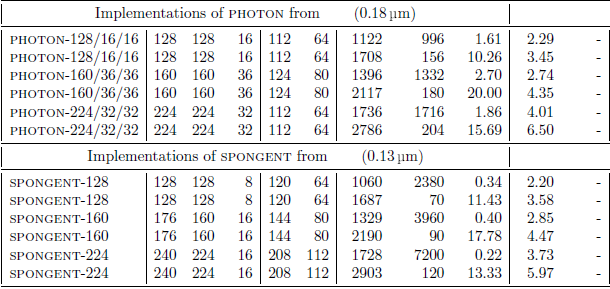 Implementations of PHOTON from (0.18 µm)
PHOTON-128/16/16 128 128 16 112 64 1122 996 1.61 2.29 -
PHOTON-128/16/16 128 128 16 112 64 1708 156 10.26 3.45 -
PHOTON-160/36/36 160 160 36 124 80 1396 1332 2.70 2.74 -
PHOTON-160/36/36 160 160 36 124 80 2117 180 20.00 4.35 -
PHOTON-224/32/32 224 224 32 112 64 1736 1716 1.86 4.01 -
PHOTON-224/32/32 224 224 32 112 64 2786 204 15.69 6.50 -
Implementations of SPONGENT from (0.13 µm)
SPONGENT-128 128 128 8 120 64 1060 2380 0.34 2.20 -
SPONGENT-128 128 128 8 120 64 1687 70 11.43 3.58 -
SPONGENT-160 176 160 16 144 80 1329 3960 0.40 2.85 -
SPONGENT-160 176 160 16 144 80 2190 90 17.78 4.47 -
SPONGENT-224 240 224 16 208 112 1728 7200 0.22 3.73 -
SPONGENT-224 240 224 16 208 112 2903 120 13.33 5.97 -